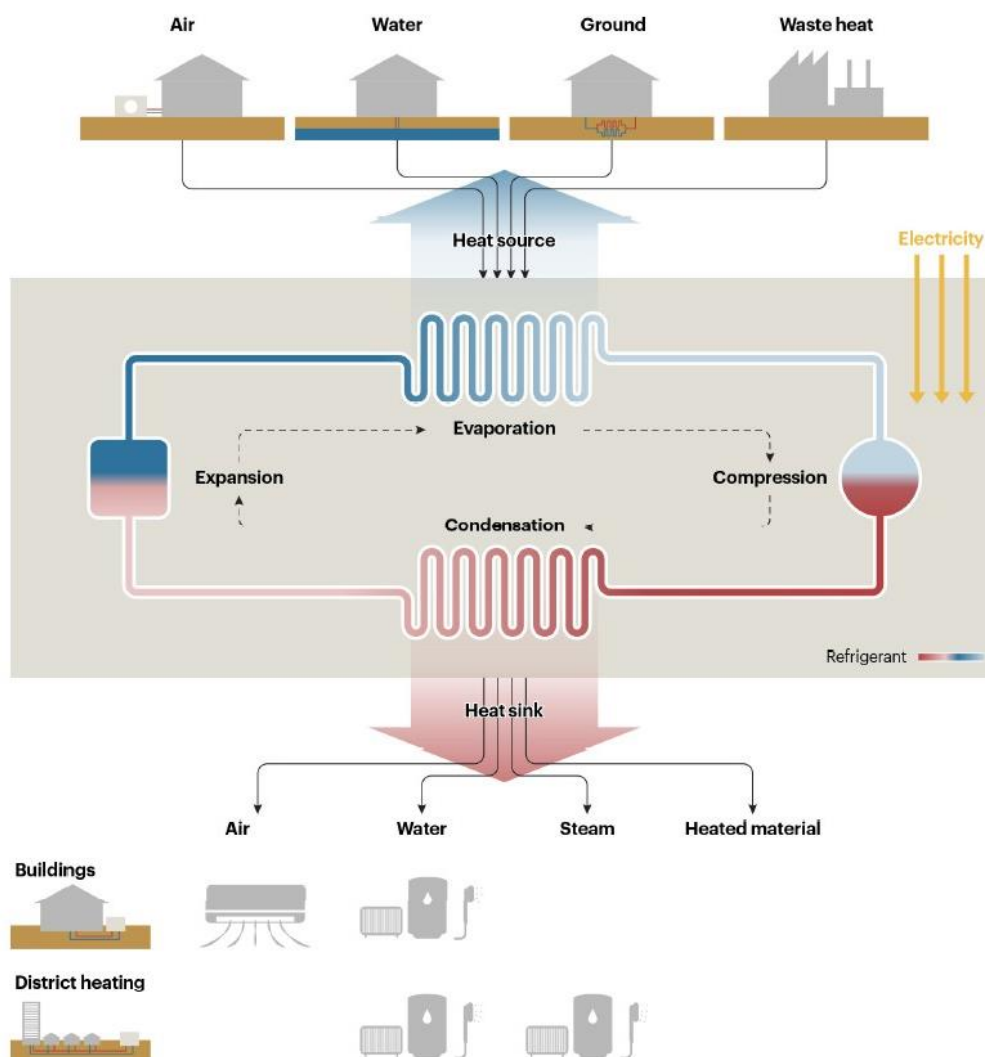 Air
Water
Ground
Waste heat
Heat source
Electricity
Evaporation
Expansion
Compression
Condensation
Refrigerant
Heat sink
Air
Water
Steam
Heated material
Buildings
District heating